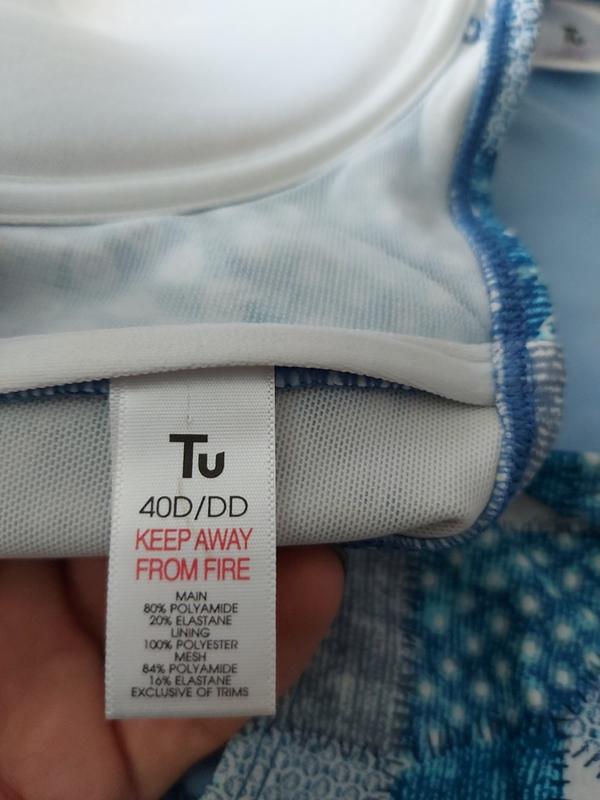 Tu
Tu
40D/DD
KEEP AWAY
FROM FIRE
MAIN
80% POLYAMIDE
20% ELASTANE
LINING
100% POLYESTER
MESH
84% POLYAMIDE
16% ELASTANE
EXCLUSIVE OF TRIMS